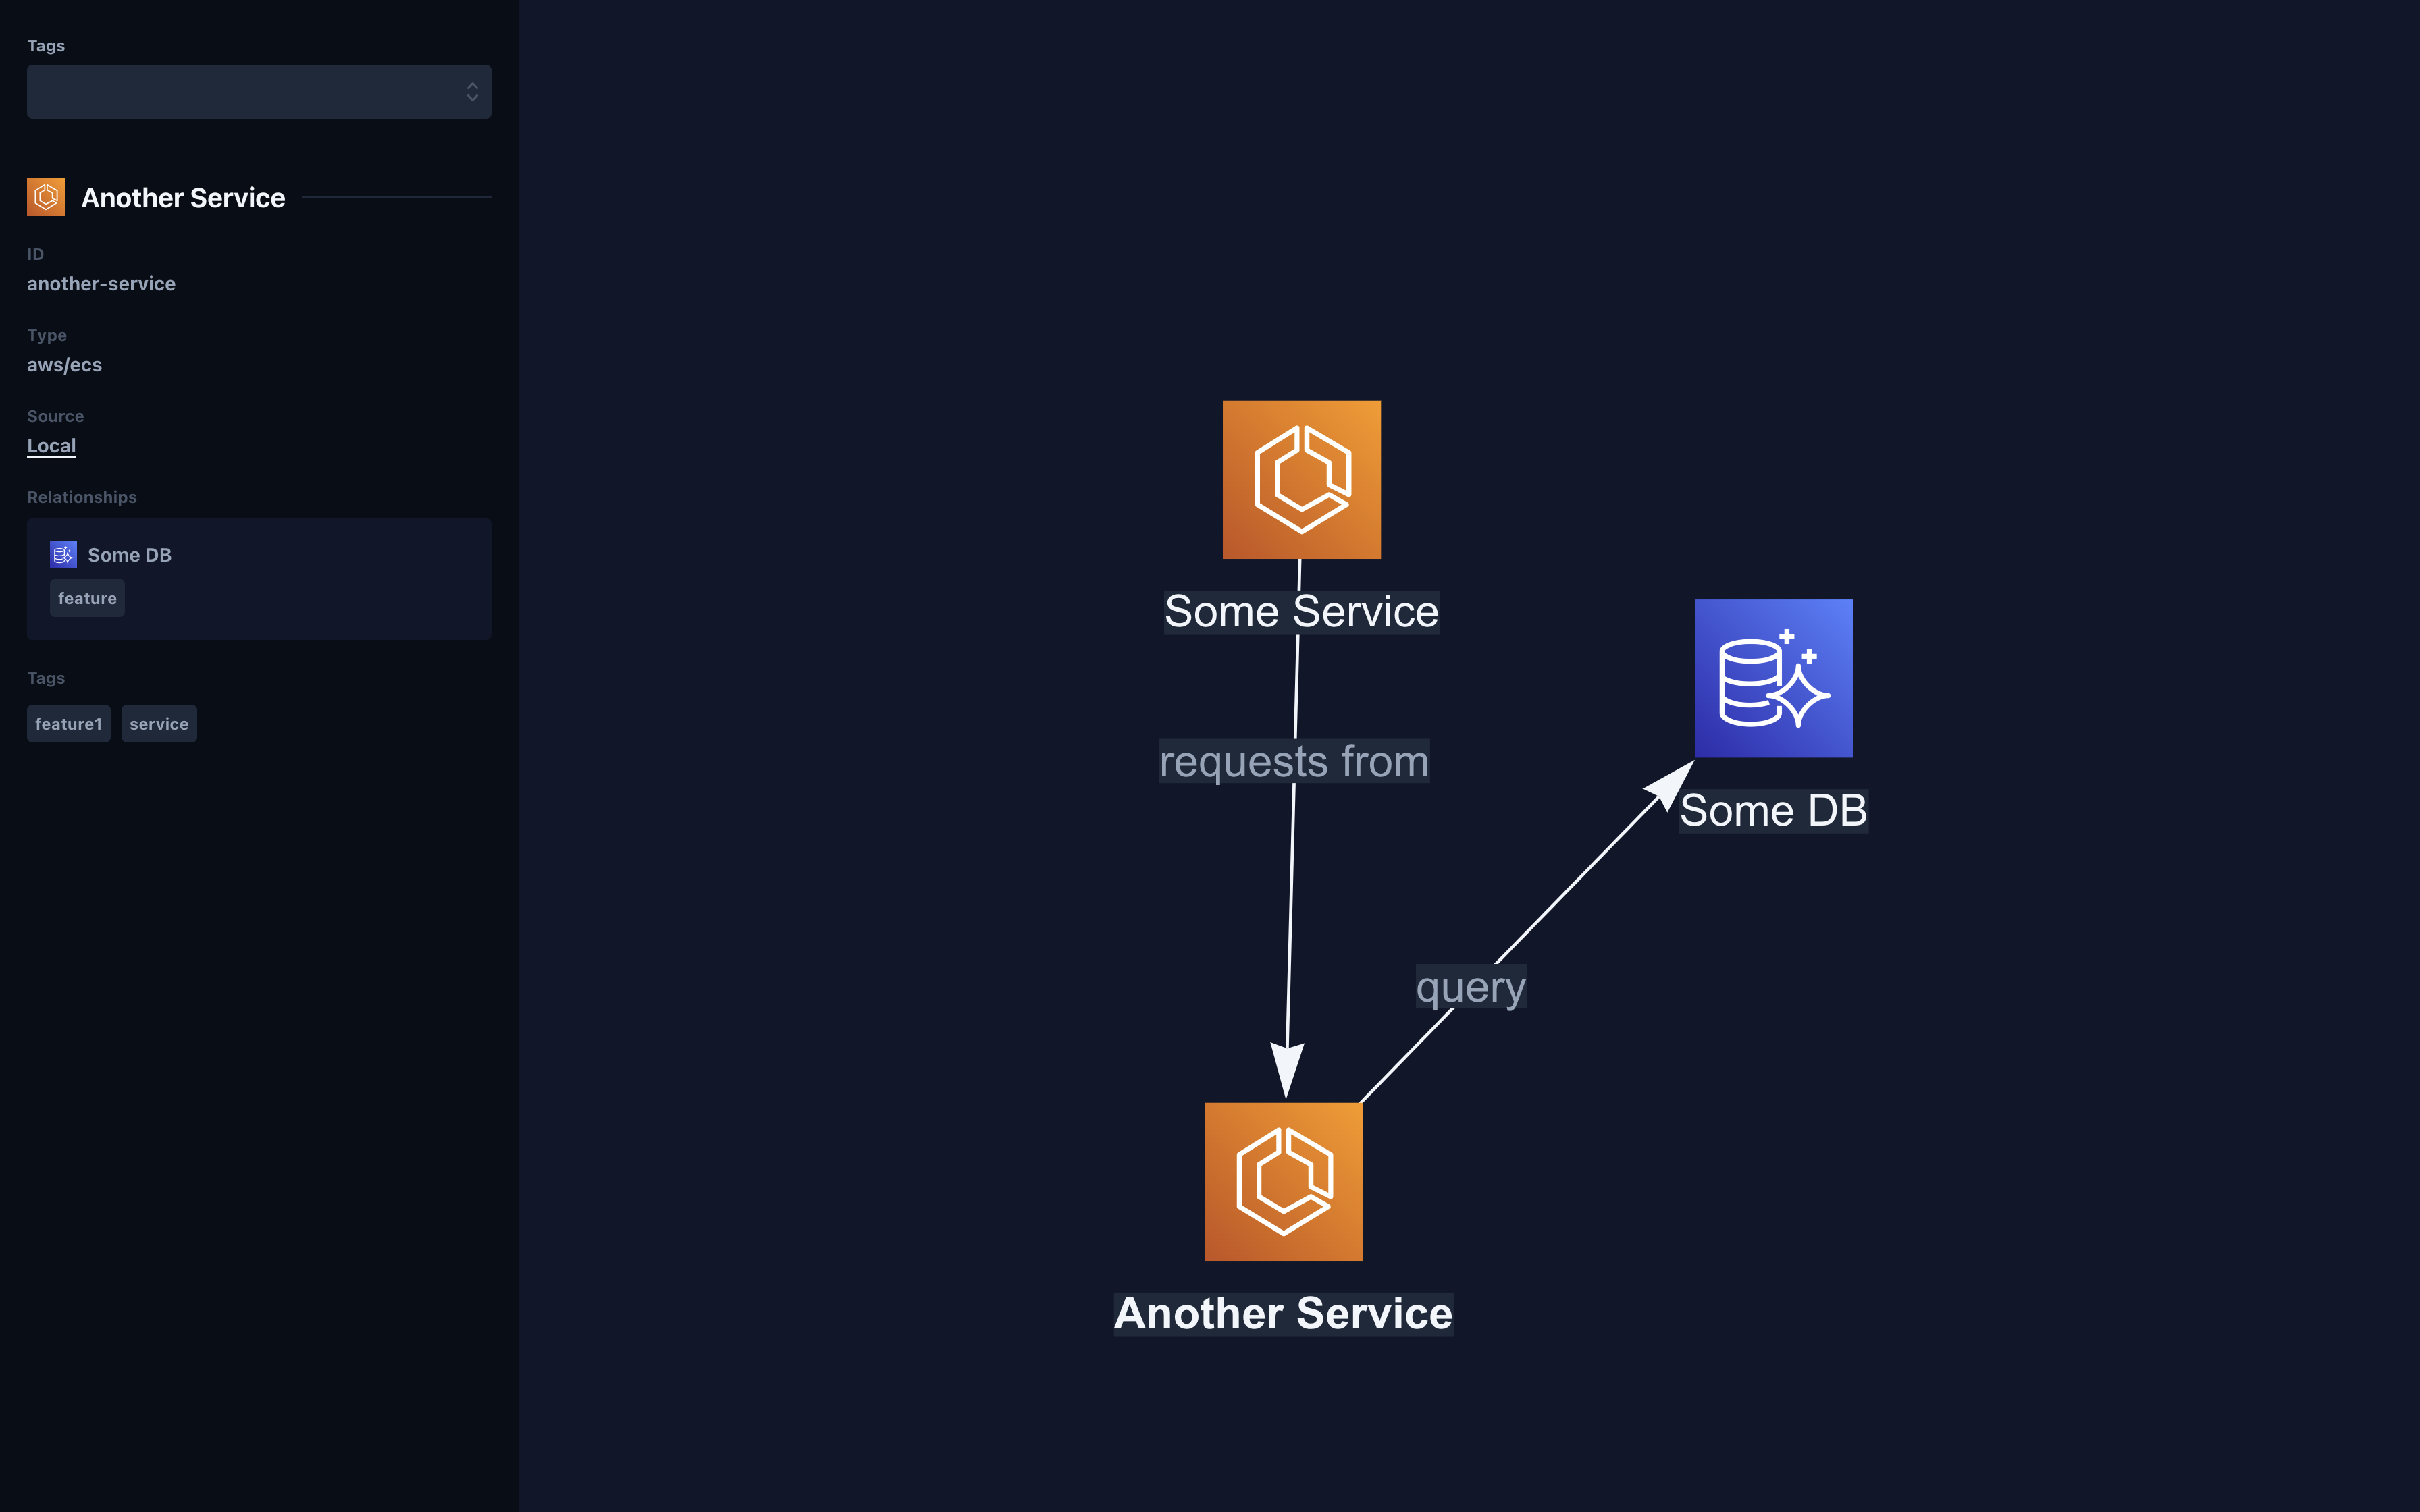 Tags
Another Service
ID
another-service
Type
aws/ecs
Source
Local
Relationships
Some DB
feature
Tags
feature1 service
Some Service
requests from
Some DB
query
Another Service